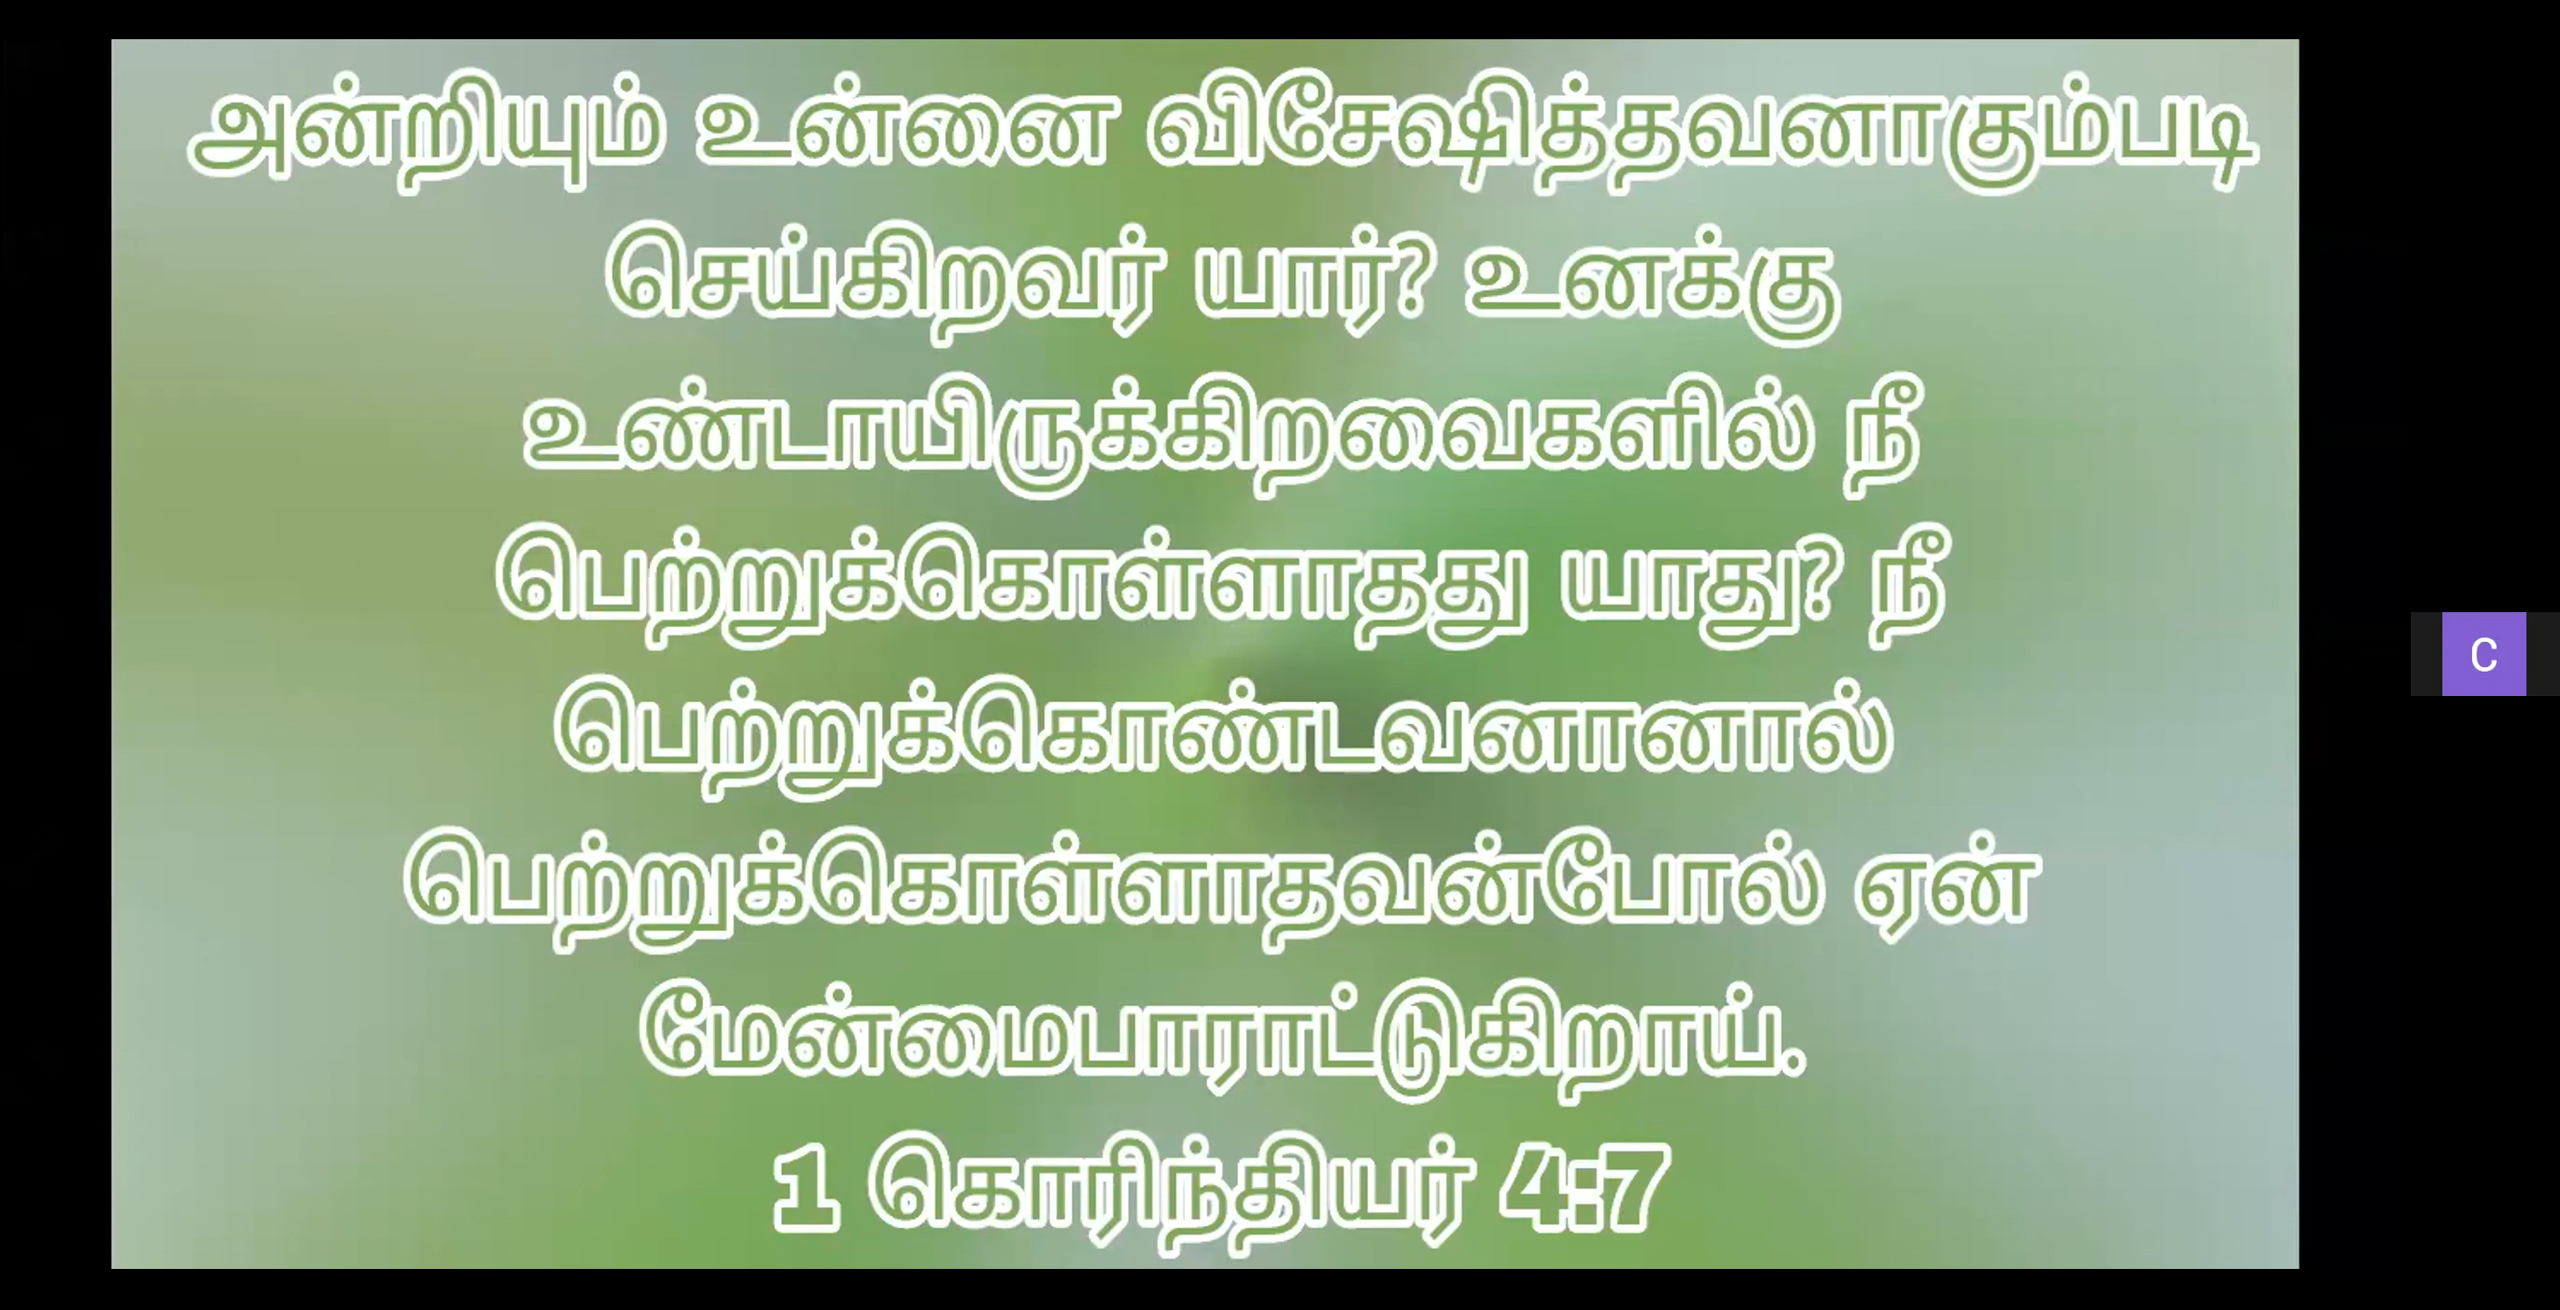 அன்றியும் உன்னை விசேஷித்தவனாகும்படி
செய்கிறவர் யார்? உனக்கு
உண்டாயிருக்கிறவைகளில் நீ
பெற்றுக்கொள்ளாதது யாது? நீ
பெற்றுக்கொண்டவனானால்
பெற்றுக்கொள்ளாதவன்போல் ஏன்
மேன்மைபாராட்டுகிறாய்.
1 கொரிந்தியர் 4:7
C